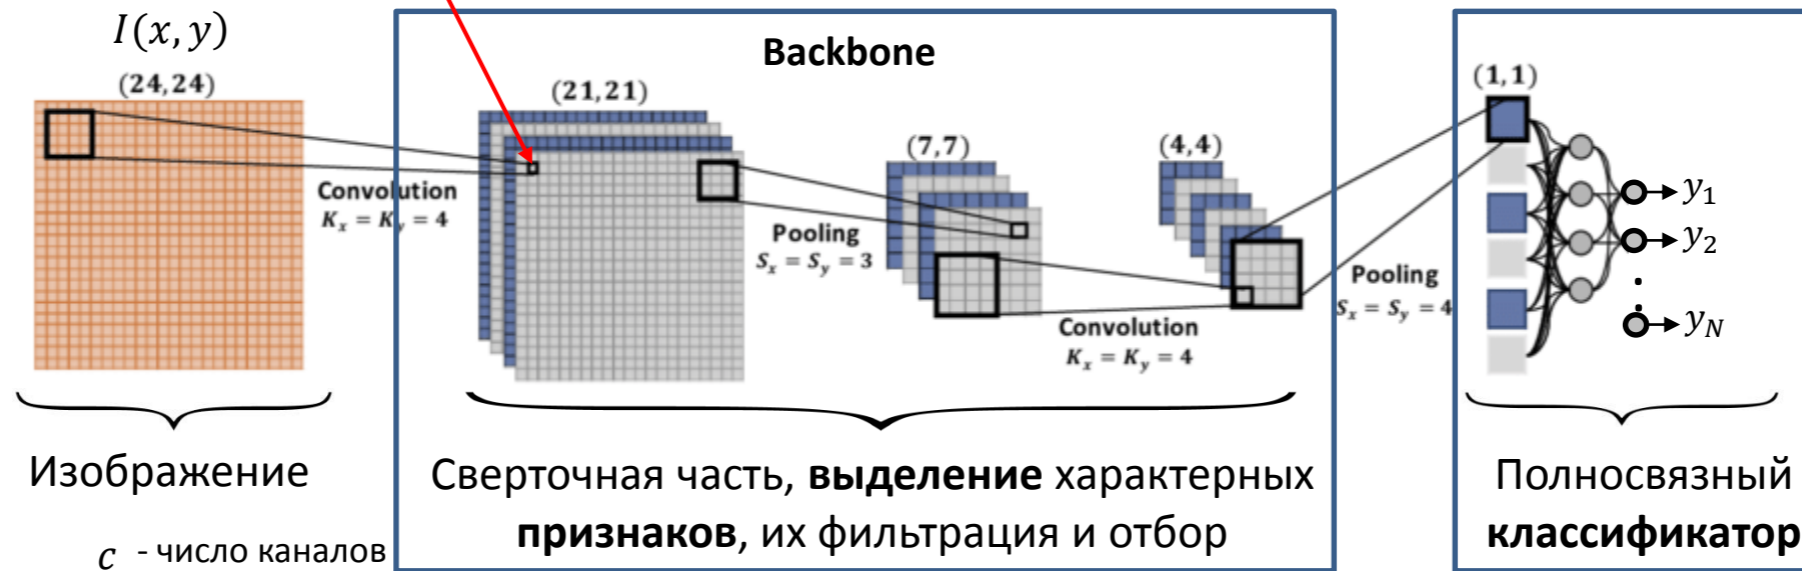 I(x, y)
(24,24)
Backbone
(21,21)
(7,7)
(4,4)
(1,1)
Convolution
Kx = Ky = 4
Pooling
Sx = Sy = 3
Convolution
Kx = Ky = 4
Pooling
Sx = Sy = 4
y1
y2
yN
Изображение
Сверточная часть, выделение характерных
признаков, их фильтрация и отбор
Полносвязный
классификатор
c - число каналов